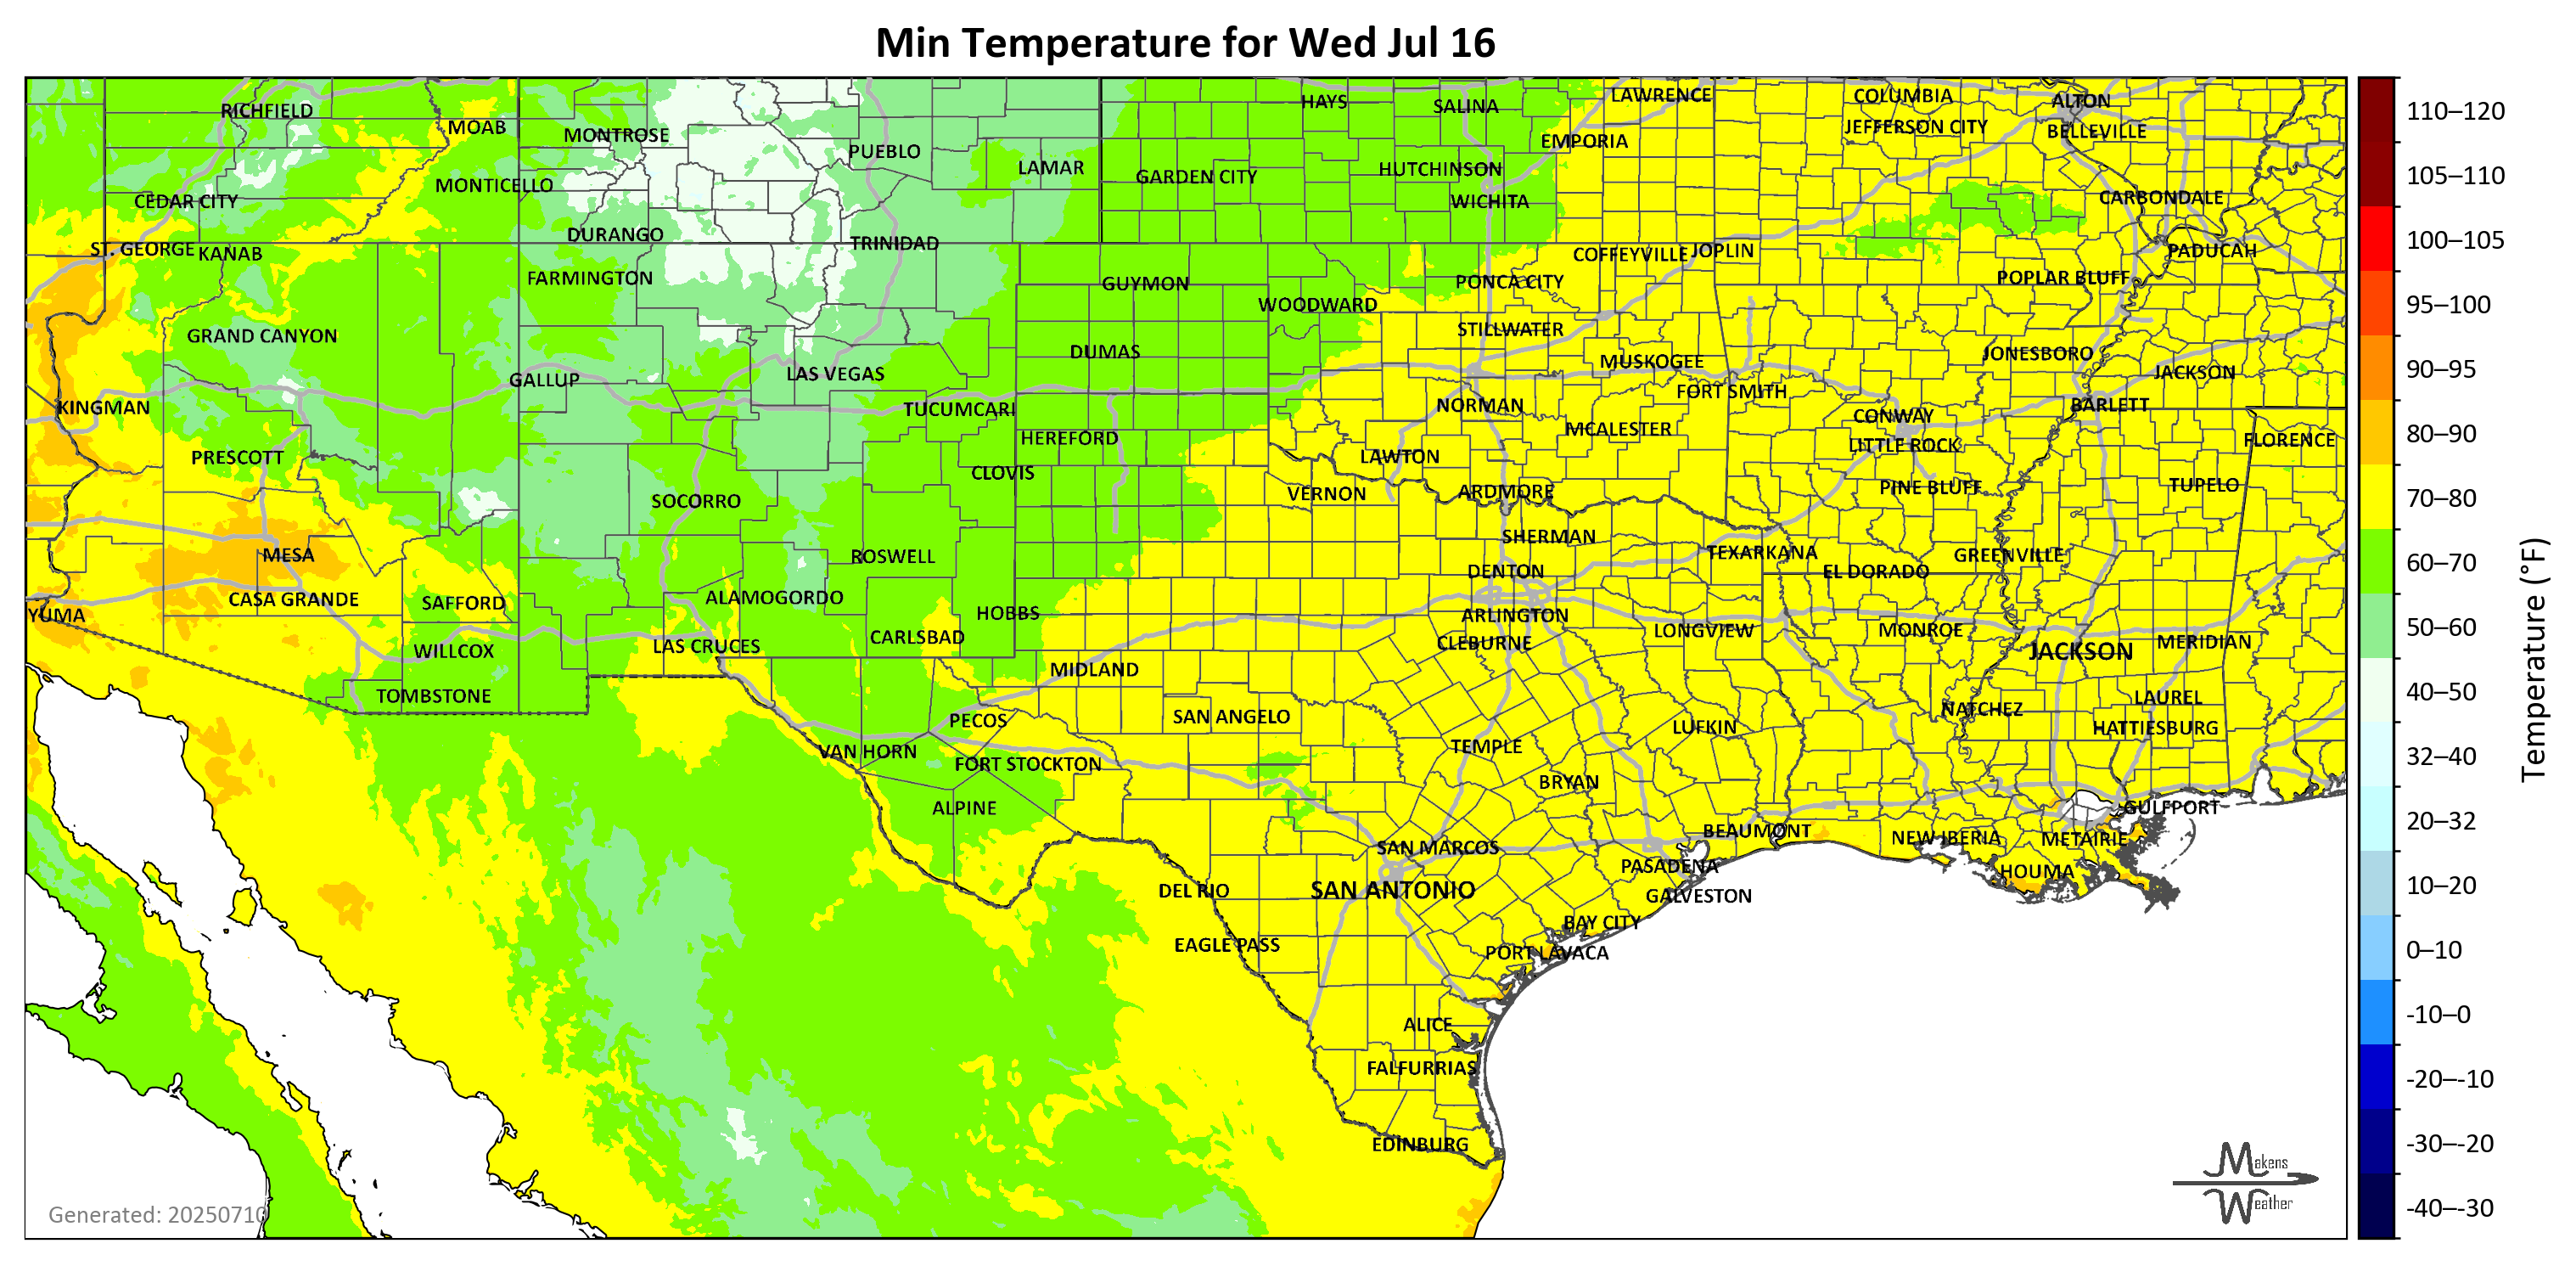 Min Temperature for Wed Jul 16
RICHFIELD
MOAB
MONTROSE
PUEBLO
LAMAR
HAYS
SALINA
LAWRENCE
COLUMBIA
ALTON
EMPORIA
JEFFERSON CITY
BELLEVILLE
MONTICELLO
CEDAR CITY
GARDEN CITY
HUTCHINSON
WICHITA
CARBONDALE
DURANGO
TRINIDAD
ST. GEORGE
KANAB
COFFEYVILLE
JOPLIN
PADUCAH
FARMINGTON
GUYMON
PONCA CITY
POPLAR BLUFF
WOODWARD
GRAND CANYON
STILLWATER
DUMAS
MUSKOGEE
JONESBORO
GALLUP
LAS VEGAS
FORT SMITH
JACKSON
KINGMAN
TUCUMCARI
NORMAN
CONWAY
BARLETT
HEREFORD
MCALESTER
LITTLE ROCK
FLORENCE
PRESCOTT
CLOVIS
LAWTON
SOCORRO
VERNON
ARDMORE
PINE BLUFF
TUPELO
MESA
ROSWELL
SHERMAN
TEXARKANA
GREENVILLE
DENTON
EL DORADO
CASA GRANDE
SAFFORD
ALAMOGORDO
HOBBS
YUMA
ARLINGTON
WILLCOX
LAS CRUCES
CARLSBAD
CLEBURNE
LONGVIEW
MONROE
JACKSON
MERIDIAN
MIDLAND
TOMBSTONE
PECOS
SAN ANGELO
LAUREL
NATCHEZ
HATTIESBURG
LUFKIN
VAN HORN
FORT STOCKTON
TEMPLE
BRYAN
ALPINE
GULFPORT
BEAUMONT
NEW IBERIA
METAIRIE
SAN MARCOS
PASADENA
HOUMA
DEL RIO
SAN ANTONIO
GALVESTON
BAY CITY
EAGLE PASS
PORT LAVACA
ALICE
FALFURRIAS
EDINBURG
Generated: 20250710
Makens
Weather
110–120
105–110
100–105
95–100
90–95
80–90
70–80
60–70
50–60
40–50
32–40
20–32
10–20
0–10
-10–0
-20–-10
-30–-20
-40–-30
Temperature (°F)